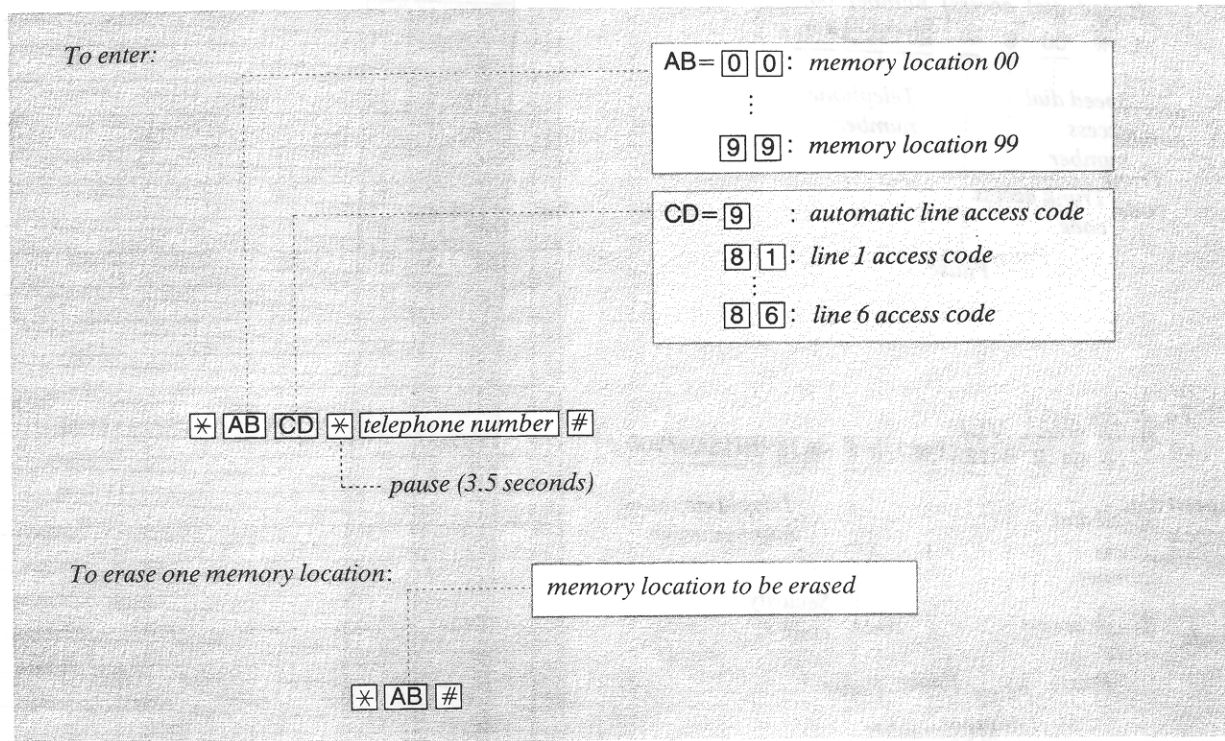 To enter:
AB= 0 0 : memory location 00
⋮
9 9 : memory location 99
CD= 9 : automatic line access code
8 1 : line 1 access code
⋮
8 6 : line 6 access code
* AB CD * telephone number #
pause (3.5 seconds)
To erase one memory location:
memory location to be erased
* AB #